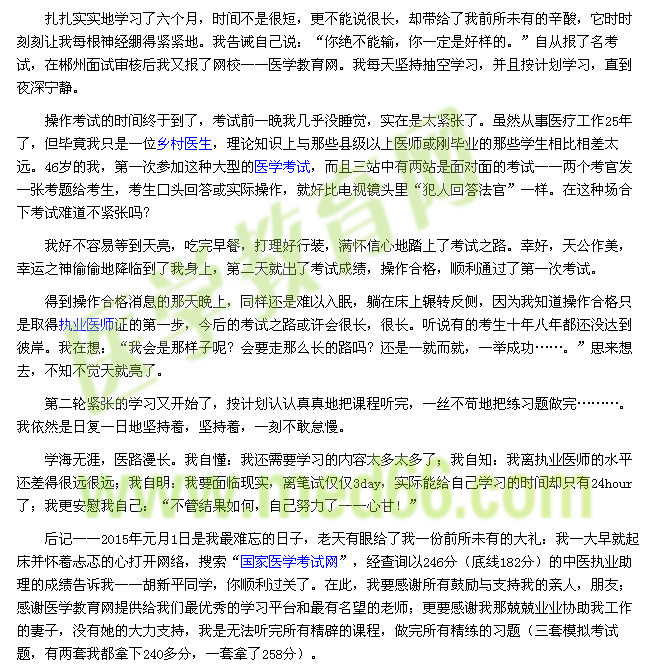 扎扎实实地学习了六个月，时间不是很短，更不能说很长，却带给了我前所未有的辛酸，它时时
刻刻让我每根神经绷得紧紧地。我告诫自己说：“你绝不能输，你一定是好样的。”自从报了名考
试，在郴州面试审核后我又报了网校——医学教育网。我每天坚持抽空学习，并且按计划学习，直到
夜深宁静。
操作考试的时间终于到了，考试前一晚我几乎没睡觉，实在是太紧张了。虽然从事医疗工作25年
了，但毕竟我只是一位乡村医生，理论知识上与那些县级以上医师或刚毕业的那些学生相比相差太
远。46岁的我，第一次参加这种大型的医学考试，而且三站中有两站是面对面的考试——两个考官发
一张考题给考生，考生口头回答或实际操作，就好比电视镜头里“犯人回答法官”一样。在这种场合
下考试难道不紧张吗？
我好不容易等到天亮，吃完早餐，打理好行装，满怀信心地踏上了考试之路。幸好，天公作美，
幸运之神偷偷地降临到了我身上，第二天就出了考试成绩，操作合格，顺利通过了第一次考试。
得到操作合格消息的那天晚上，同样还是难以入眠，躺在床上辗转反侧，因为我知道操作合格只
是取得执业医师证的第一步，今后的考试之路或许会很长，很长。听说有的考生十年八年都还没达到
彼岸。我在想：“我会是那样子呢？会要走那么长的路吗？还是一就而就，一举成功……。”思来想
去，不知不觉天就亮了。
第二轮紧张的学习又开始了，按计划认认真真地把课程听完，一丝不苟地把练习题做完………。
我依然是日复一日地坚持着，坚持着，一刻不敢怠慢。
学海无涯，医路漫长。我自懂：我还需要学习的内容太多太多了；我自知：我离执业医师的水平
还差得很远很远；我自明：我要面临现实，离笔试仅仅3day，实际能给自己学习的时间却只有24hour
了；我更安慰我自己：“不管结果如何，自己努力了——心甘！”
后记——2015年元月1日是我最难忘的日子，老天有眼给了我一份前所未有的大礼：我一大早就起
床并怀着忐忑的心打开网络，搜索“国家医学考试网”，经查询以246分（底线182分）的中医执业助
理的成绩告诉我——胡新平同学，你顺利过关了。在此，我要感谢所有鼓励与支持我的亲人，朋友；
感谢医学教育网提供给我们最优秀的学习平台和最有名望的老师；更要感谢我那兢兢业业协助我工作
的妻子，没有她的大力支持，我是无法听完所有精辟的课程，做完所有精练的习题（三套模拟考试
题，有两套我都拿下240多分，一套拿了258分）。
医学教育网
www.med66.com